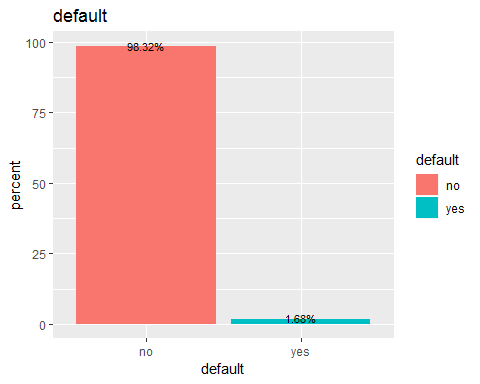 default
100
75
50
25
0
percent
98.32%
1.68%
no
yes
default
default
no
yes